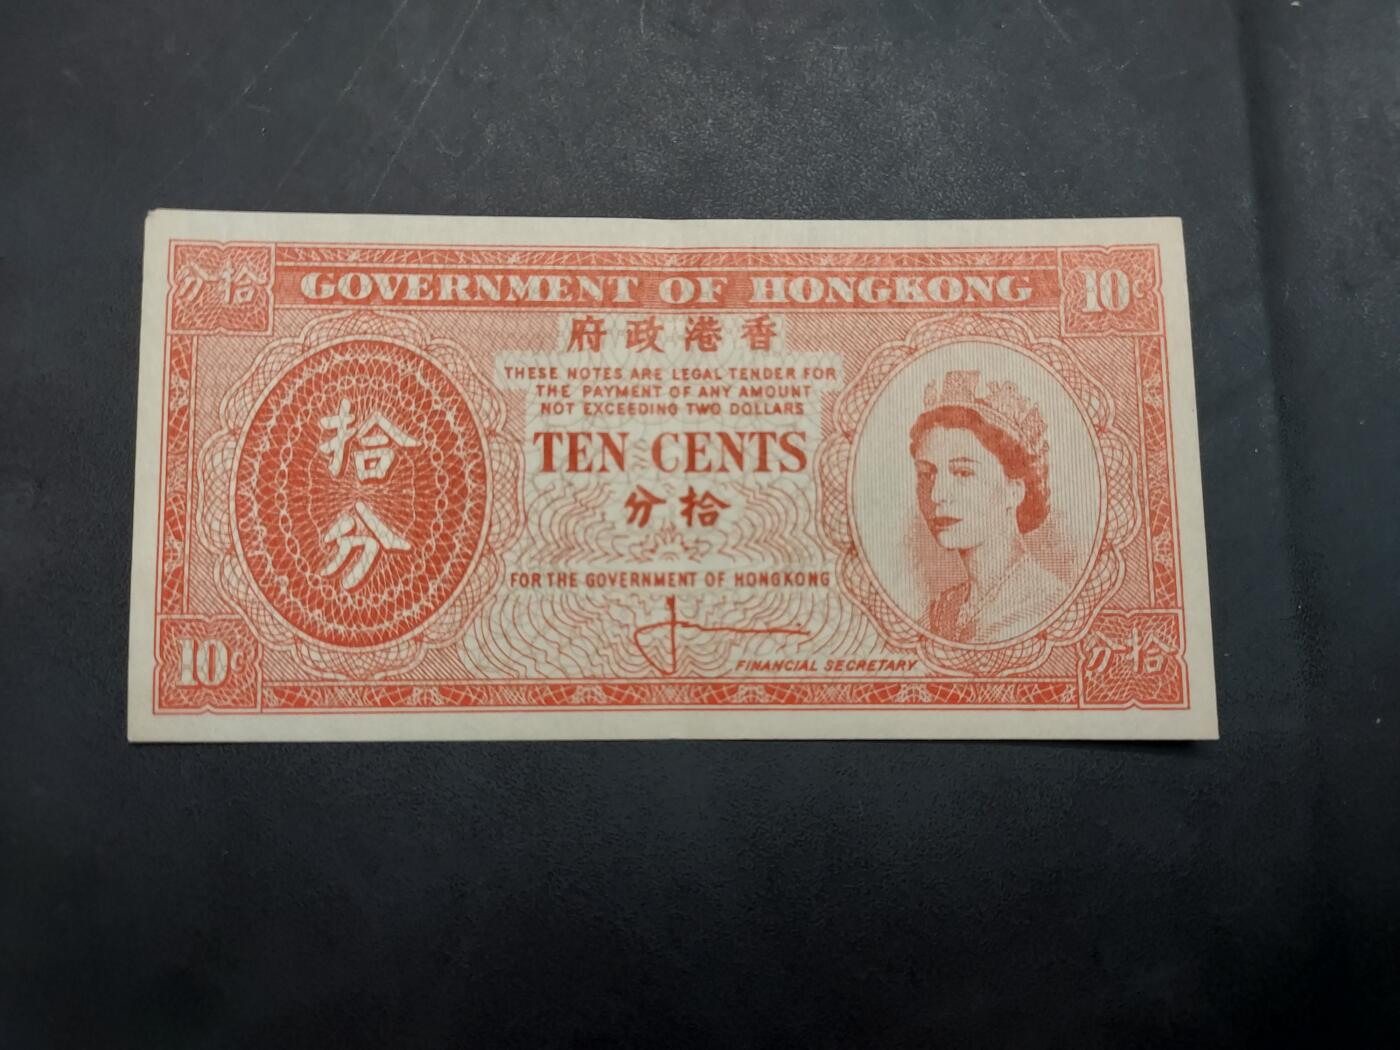 分拾
GOVERNMENT OF HONGKONG
10¢
府政港香
THESE NOTES ARE LEGAL TENDER FOR
THE PAYMENT OF ANY AMOUNT
NOT EXCEEDING TWO DOLLARS
TEN CENTS
分拾
拾
分
FOR THE GOVERNMENT OF HONGKONG
FINANCIAL SECRETARY
10¢
分拾